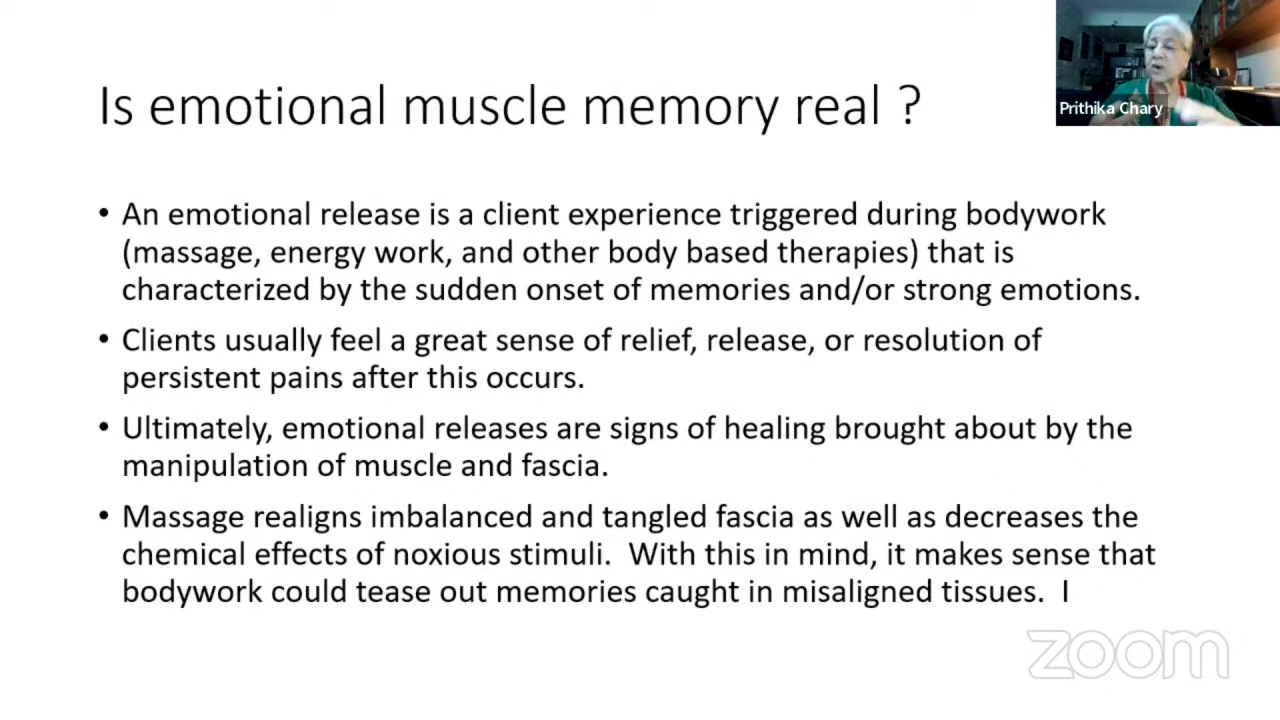 Is emotional muscle memory real ?
Prithika Chary
• An emotional release is a client experience triggered during bodywork
(massage, energy work, and other body based therapies) that is
characterized by the sudden onset of memories and/or strong emotions.
• Clients usually feel a great sense of relief, release, or resolution of
persistent pains after this occurs.
• Ultimately, emotional releases are signs of healing brought about by the
manipulation of muscle and fascia.
• Massage realigns imbalanced and tangled fascia as well as decreases the
chemical effects of noxious stimuli.  With this in mind, it makes sense that
bodywork could tease out memories caught in misaligned tissues.  I
zoom